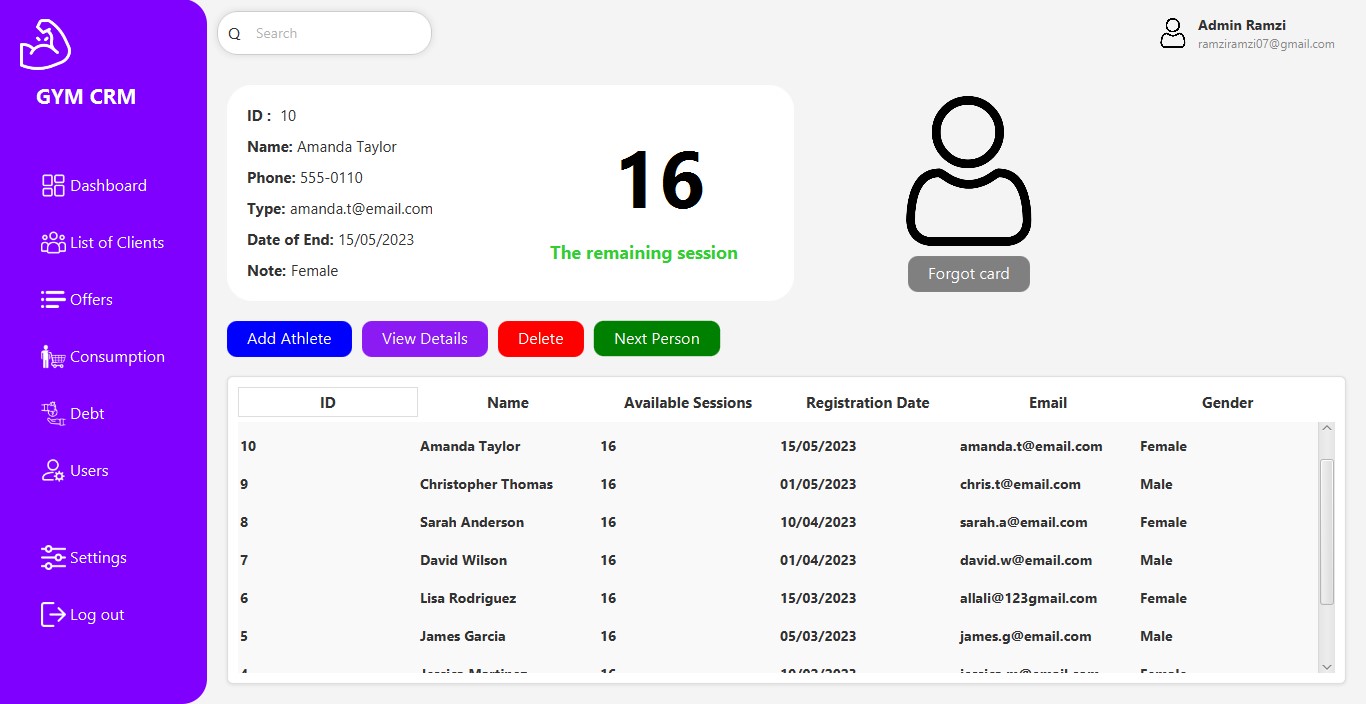 GYM CRM
Dashboard
List of Clients
Offers
Consumption
Debt
Users
Settings
Log out
Search
Admin Ramzi
ramziramzi07@gmail.com
ID : 10
Name: Amanda Taylor
Phone: 555-0110
Type: amanda.t@email.com
Date of End: 15/05/2023
Note: Female
16
The remaining session
Forgot card
Add Athlete View Details Delete Next Person
ID Name Available Sessions Registration Date Email Gender
10 Amanda Taylor 16 15/05/2023 amanda.t@email.com Female
9 Christopher Thomas 16 01/05/2023 chris.t@email.com Male
8 Sarah Anderson 16 10/04/2023 sarah.a@email.com Female
7 David Wilson 16 01/04/2023 david.w@email.com Male
6 Lisa Rodriguez 16 15/03/2023 allali@123gmail.com Female
5 James Garcia 16 05/03/2023 james.g@email.com Male